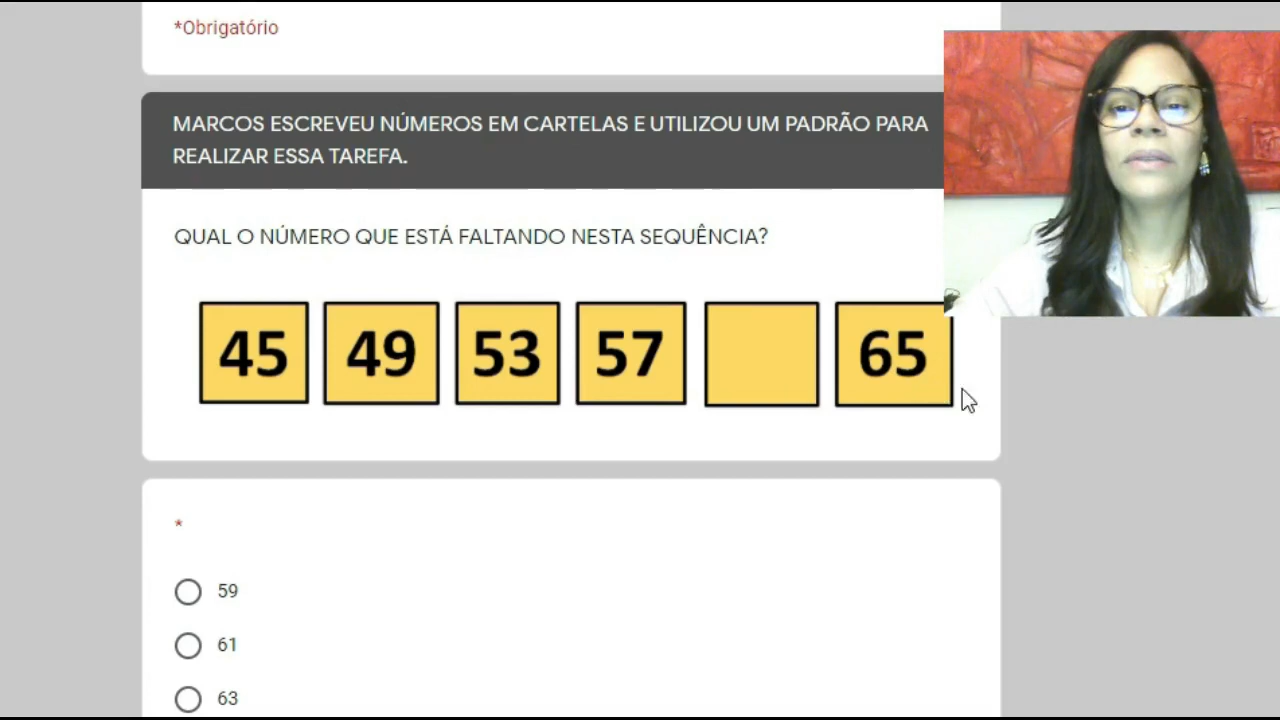 *Obrigatório
MARCOS ESCREVEU NÚMEROS EM CARTELAS E UTILIZOU UM PADRÃO PARA
REALIZAR ESSA TAREFA.
QUAL O NÚMERO QUE ESTÁ FALTANDO NESTA SEQUÊNCIA?
45 49 53 57 65
*
59
61
63